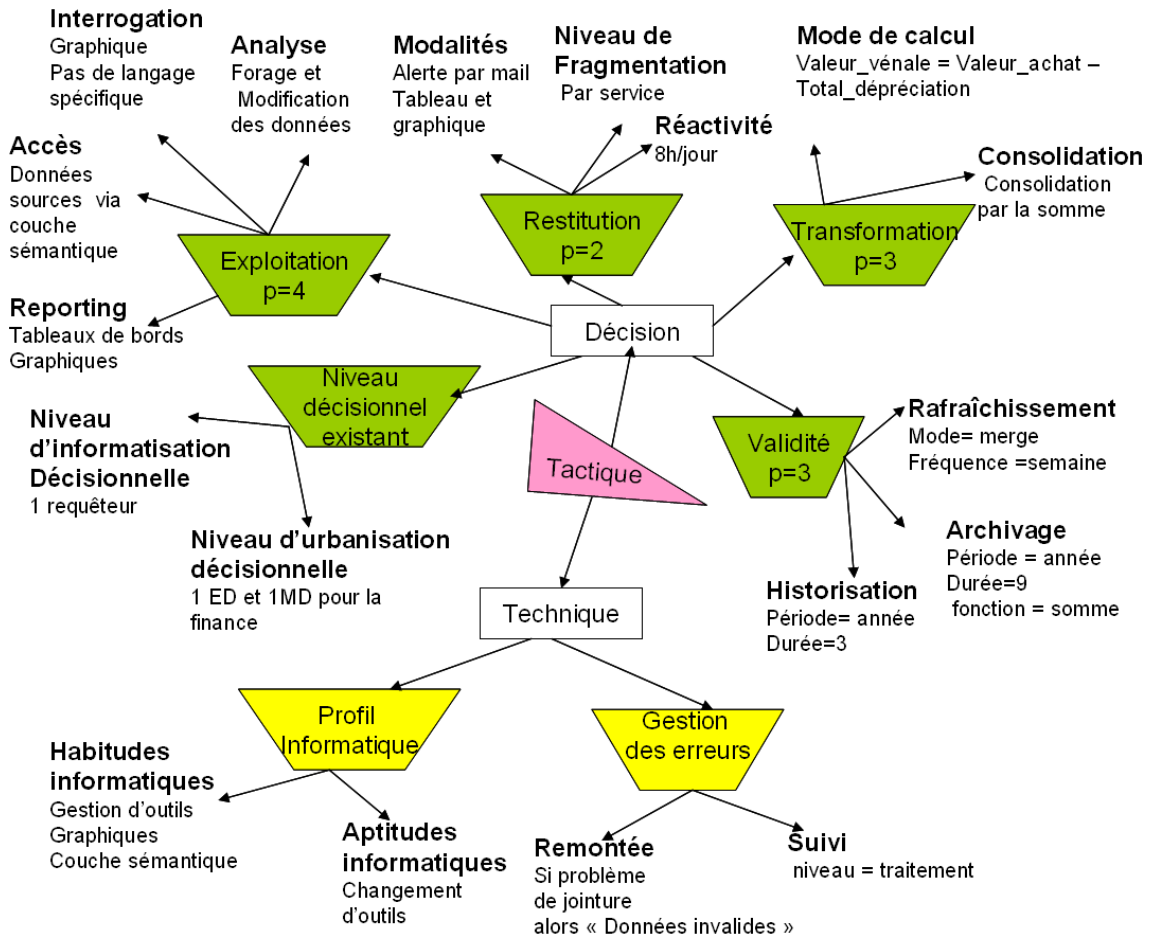 Interrogation
Graphique
Pas de langage
spécifique
Analyse
Forage et
Modification
des données
Modalités
Alerte par mail
Tableau et
graphique
Niveau de
Fragmentation
Par service
Réactivité
8h/jour
Mode de calcul
Valeur_vénale = Valeur_achat –
Total_dépréciation
Consolidation
Consolidation
par la somme
Accès
Données
sources via
couche
sémantique
Exploitation
p=4
Restitution
p=2
Transformation
p=3
Reporting
Tableaux de bords
Graphiques
Décision
Niveau
décisionnel
existant
Niveau
d’informatisation
Décisionnelle
1 requêteur
Niveau d’urbanisation
décisionnelle
1 ED et 1MD pour la
finance
Tactique
Validité
p=3
Rafraîchissement
Mode= merge
Fréquence =semaine
Archivage
Période = année
Durée=9
fonction = somme
Historisation
Période= année
Durée=3
Technique
Profil
Informatique
Gestion
des erreurs
Habitudes
informatiques
Gestion d’outils
Graphiques
Couche sémantique
Aptitudes
informatiques
Changement
d’outils
Remontée
Si problème
de jointure
alors « Données invalides »
Suivi
niveau = traitement